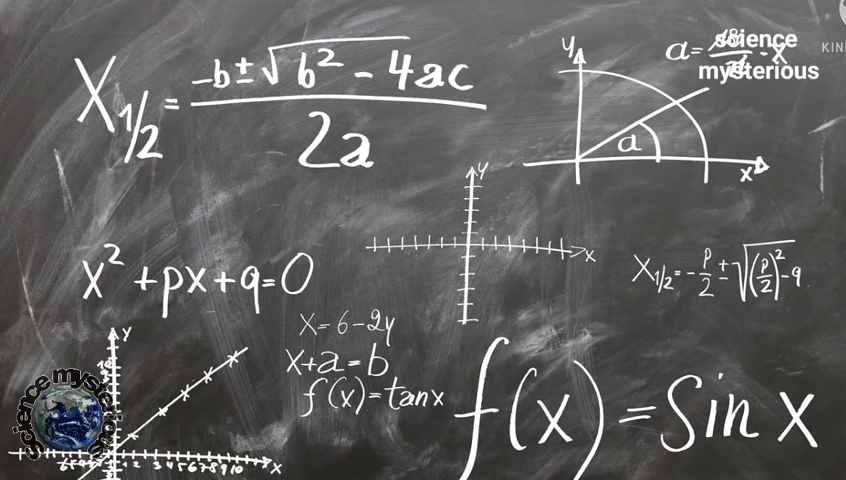 X1/2 = -b ± √b² - 4ac / 2a
y
science
mysterious
KIN
a
x
y
x
x² + px + q = 0
X1/2 = - p/2 ± √(p/2)² - q
x = 6 - 2y
x + a = b
f(x) = tan x
f(x) = Sin x
y
x
science mysterious